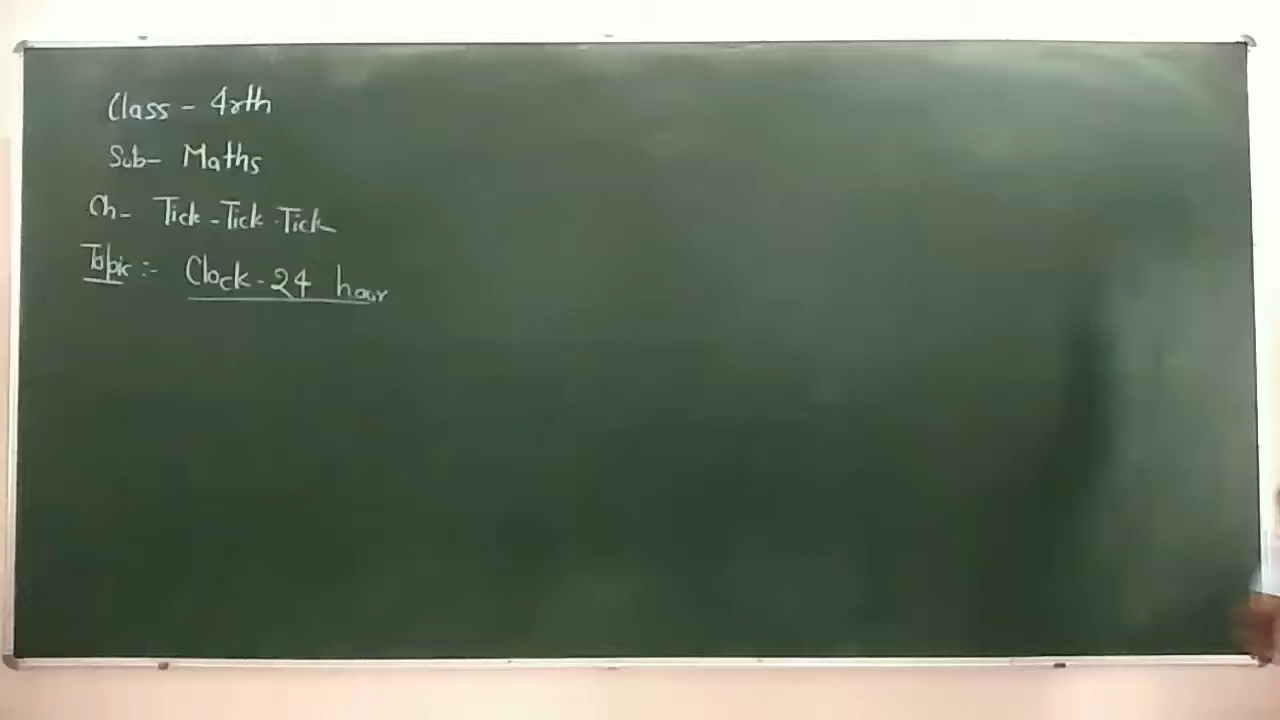 Class - 4rth
Sub- Maths
Ch- Tick-Tick-Tick
Topic :- Clock-24 hour